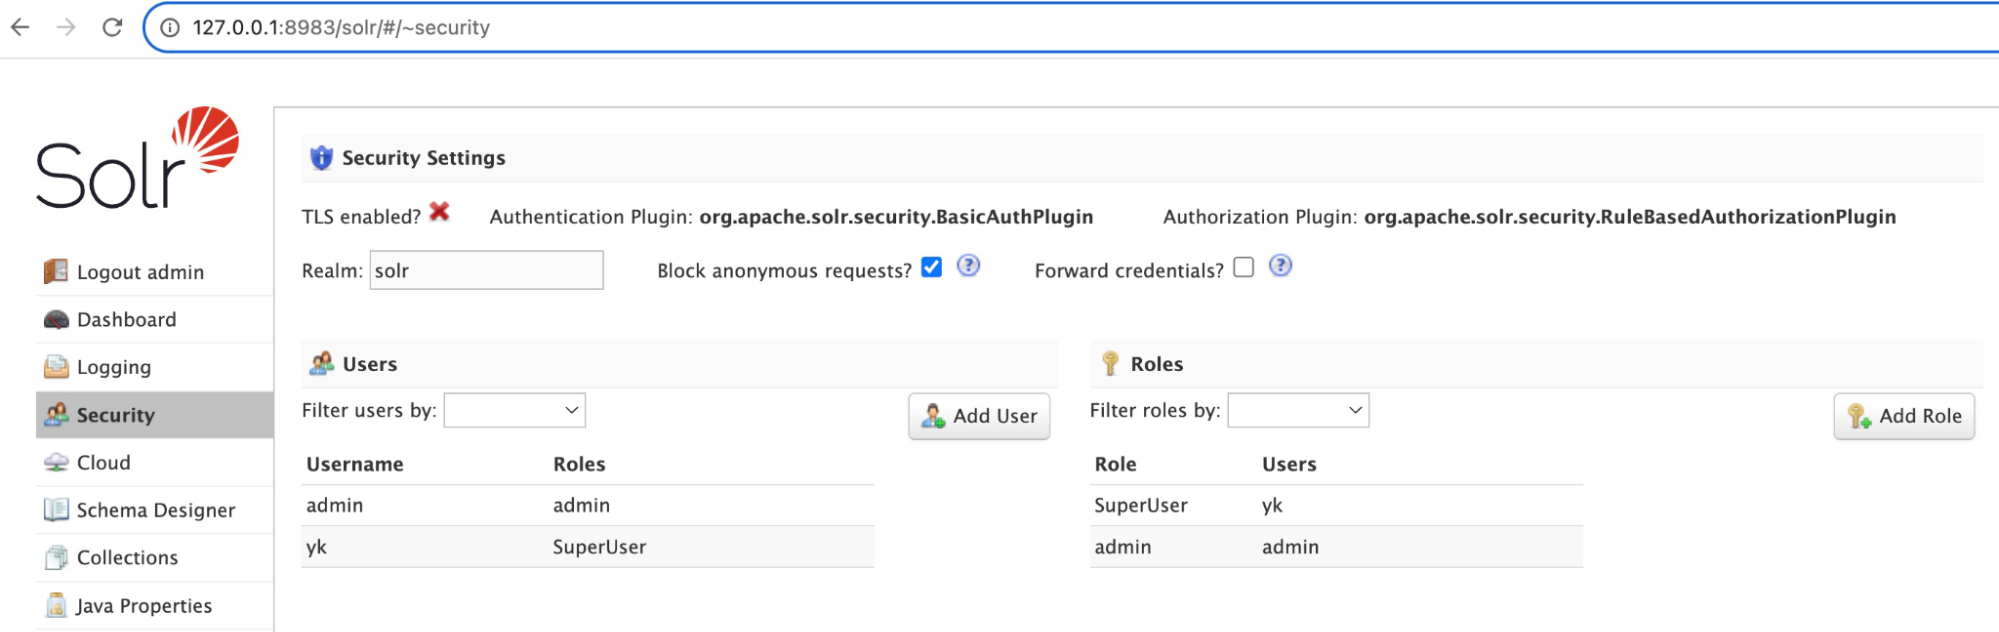 127.0.0.1:8983/solr/#/~security
Solr
Logout admin
Dashboard
Logging
Security
Cloud
Schema Designer
Collections
Java Properties
Security Settings
TLS enabled? Authentication Plugin: org.apache.solr.security.BasicAuthPlugin Authorization Plugin: org.apache.solr.security.RuleBasedAuthorizationPlugin
Realm: solr Block anonymous requests? ? Forward credentials? ?
Users
Filter users by: Add User
Username Roles
admin admin
yk SuperUser
Roles
Filter roles by: Add Role
Role Users
SuperUser yk
admin admin